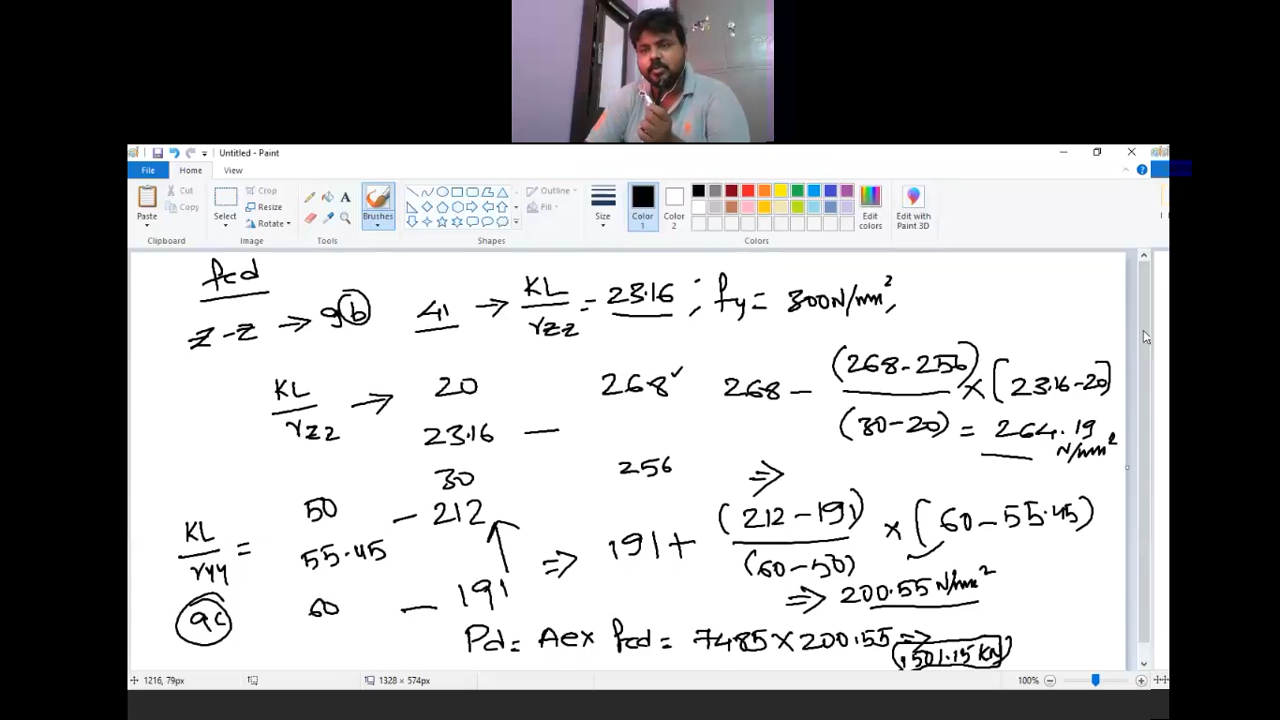 Untitled - Paint
File Home View
Paste Cut Copy
Clipboard
Select Crop Resize Rotate
Image
Tools
Brushes
Outline Fill
Shapes
Size
Color 1 Color 2
Edit colors
Colors
Edit with Paint 3D
fcd
Z-Z → 9(b) 41 → KL/rzz = 23.16 ; fy = 300N/mm²,
KL/rzz → 20 268✓ 268 - (268-256)/(30-20) × (23.16-20) = 264.19 N/mm²
23.16 —
30 256 ⇒
KL/ryy = 50 - 212
55.45 ⇒ 191 + (212-191)/(60-50) × (60-55.45)
9c 60 - 191 ⇒ 200.55 N/mm²
Pd = Ae× fcd = 7485×200.55 ⇒ 1501.15 KN
1216, 79px 1328 × 574px 100%